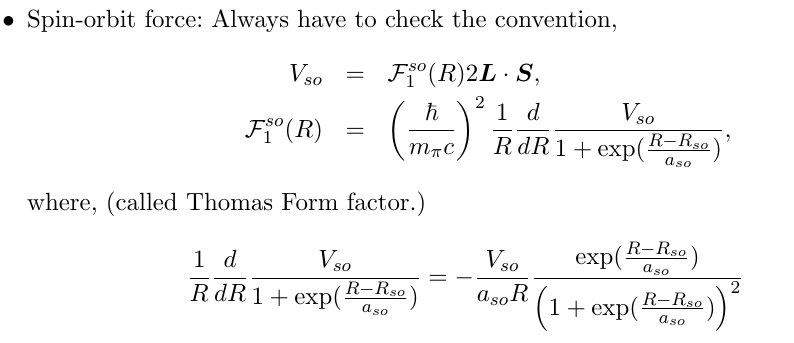 • Spin-orbit force: Always have to check the convention,
$V_{so} = \mathcal{F}_1^{so}(R) 2\boldsymbol{L} \cdot \boldsymbol{S},$
$\mathcal{F}_1^{so}(R) = \left(\frac{\hbar}{m_\pi c}\right)^2 \frac{1}{R} \frac{d}{dR} \frac{V_{so}}{1 + \exp(\frac{R - R_{so}}{a_{so}})},$
where, (called Thomas Form factor.)
$\frac{1}{R} \frac{d}{dR} \frac{V_{so}}{1 + \exp(\frac{R - R_{so}}{a_{so}})} = -\frac{V_{so}}{a_{so} R} \frac{\exp(\frac{R - R_{so}}{a_{so}})}{\left(1 + \exp(\frac{R - R_{so}}{a_{so}})\right)^2}$